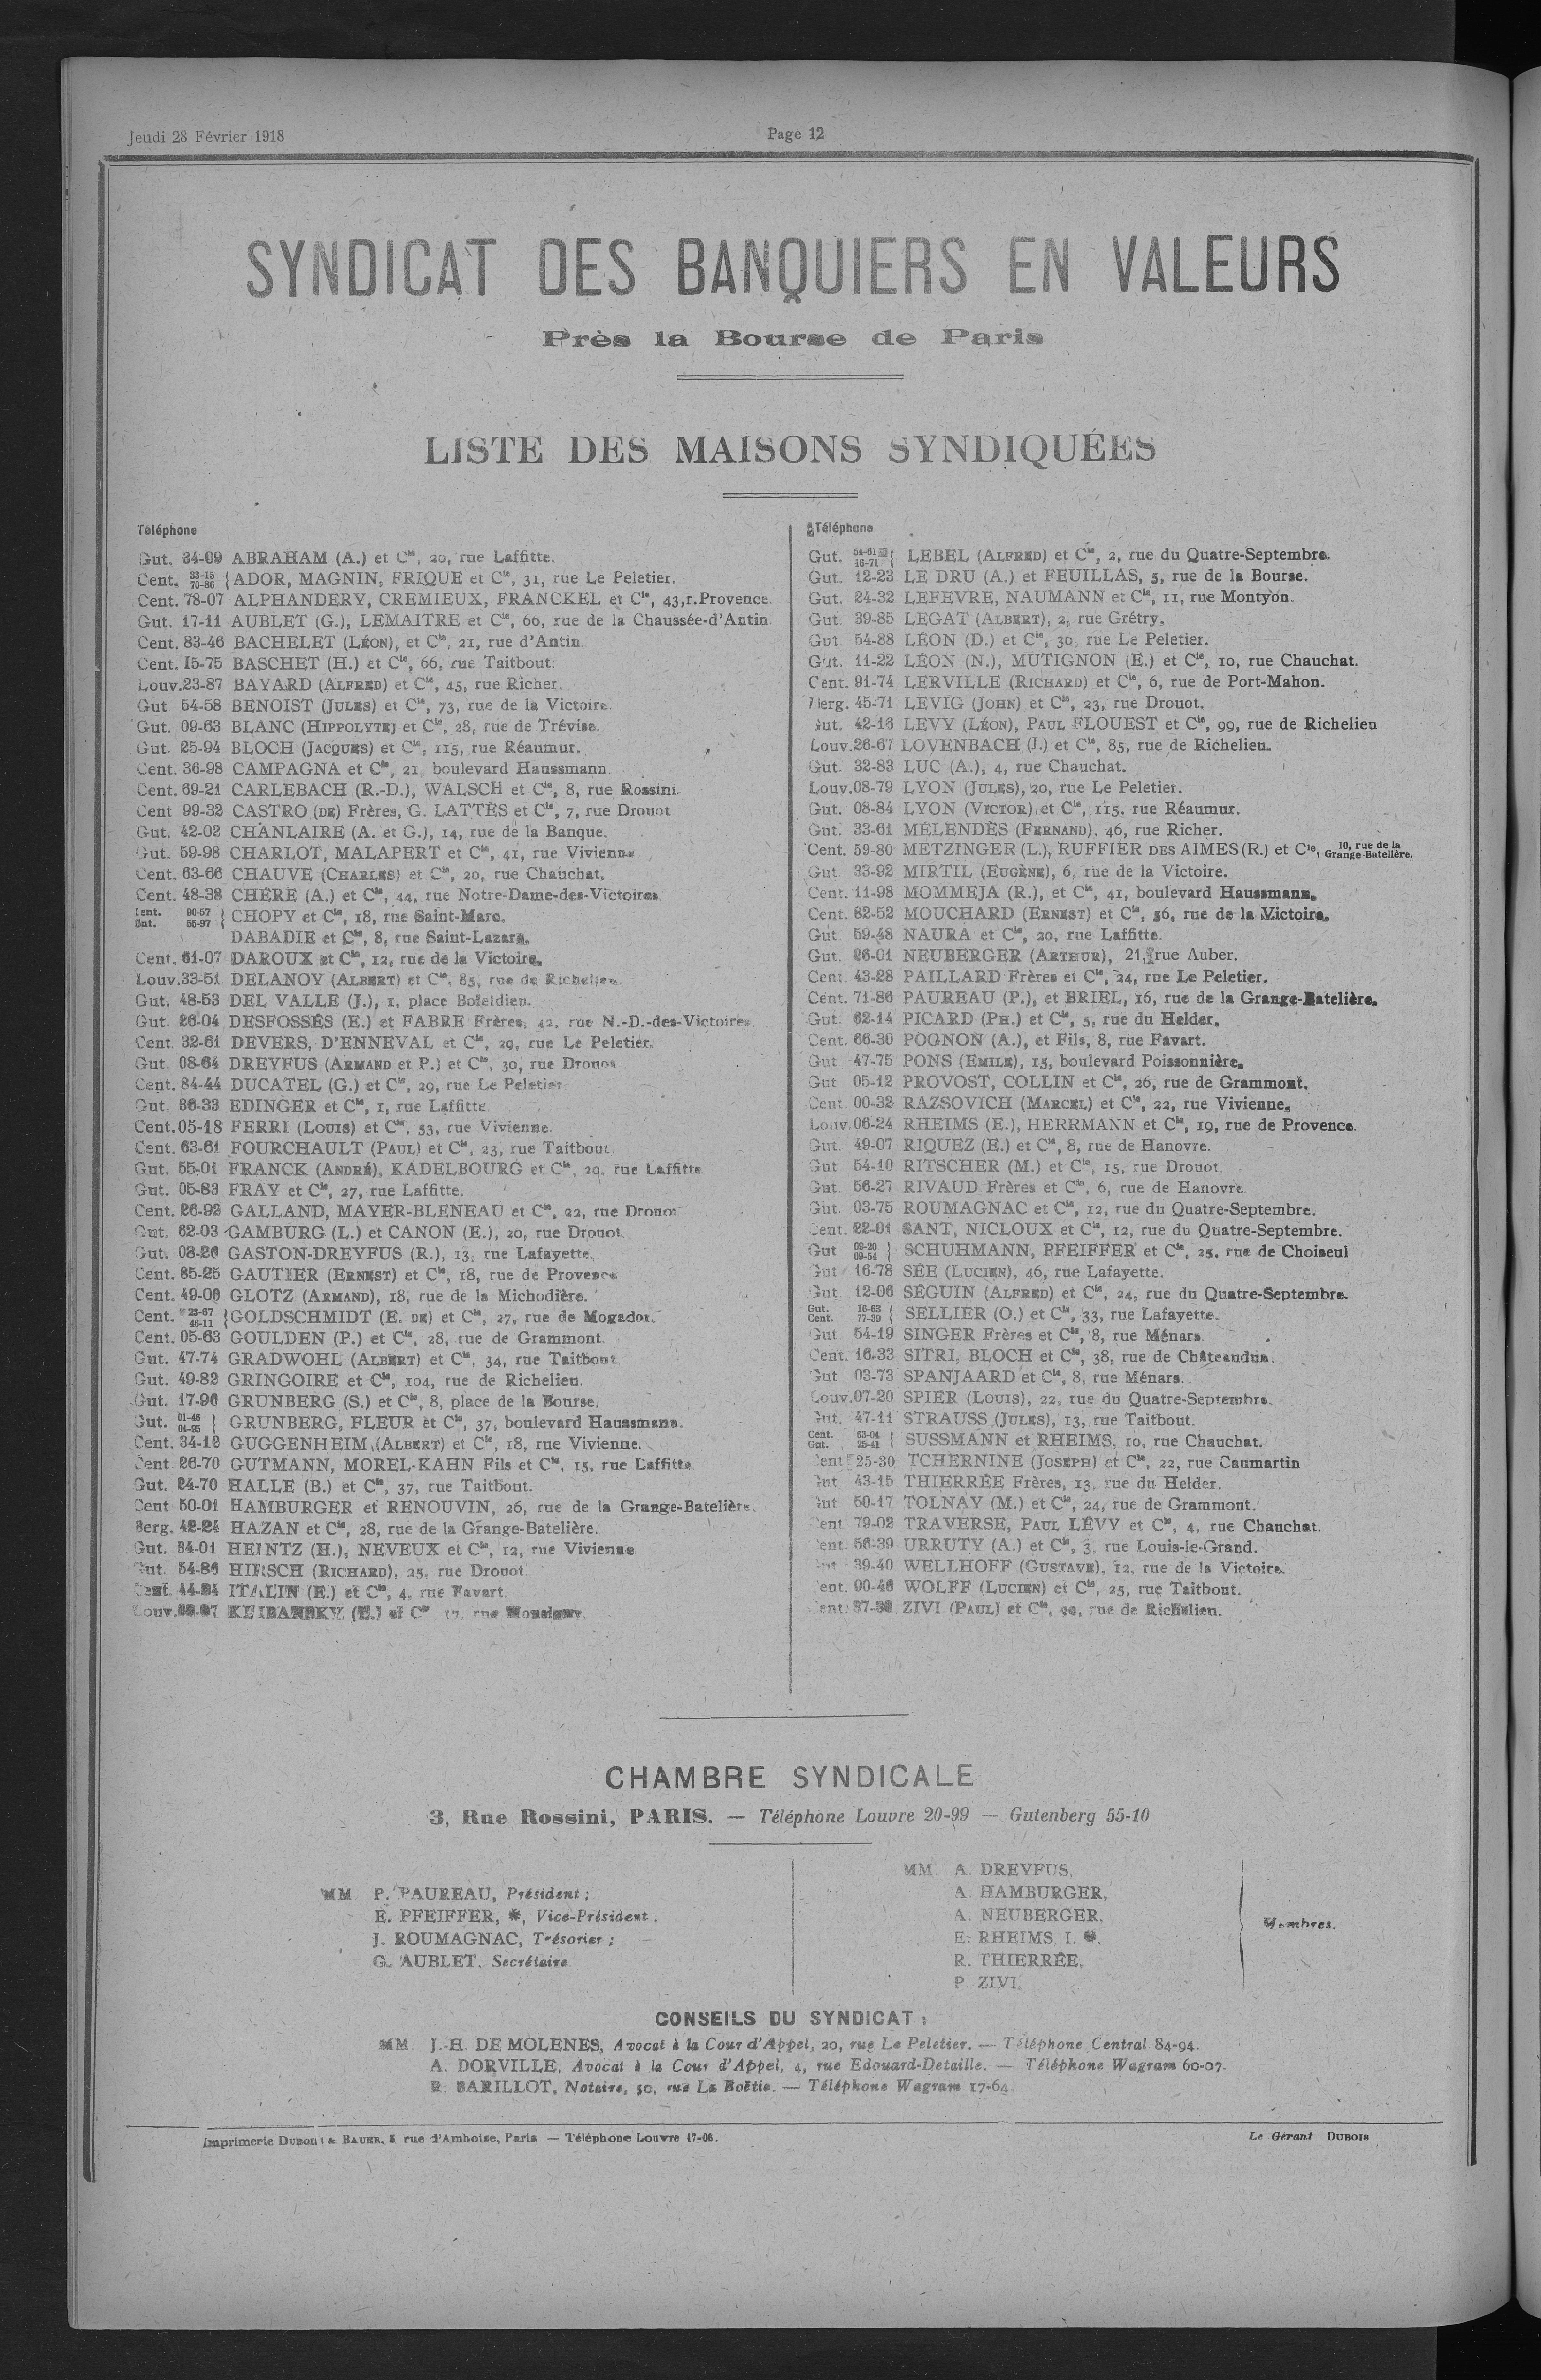 Jeudi 28 Février 1918
Page 12
SYNDICAT DES BANQUIERS EN VALEURS
Près la Bourse de Paris
LISTE DES MAISONS SYNDIQUÉES
Téléphone
Gut. 34-09 ABRAHAM (A.) et Cie, 20, rue Laffitte.
Cent. 33-15 70-86 { ADOR, MAGNIN, FRIQUE et Cie, 31, rue Le Peletier.
Cent. 78-07 ALPHANDERY, CREMIEUX, FRANCKEL et Cie, 43,r.Provence.
Gut. 17-11 AUBLET (G.), LEMAITRE et Cie, 60, rue de la Chaussée-d'Antin.
Cent. 83-46 BACHELET (LÉON), et Cie, 21, rue d'Antin.
Cent. 15-75 BASCHET (H.) et Cie, 66, rue Taitbout.
Louv.23-87 BAYARD (ALFRED) et Cie, 45, rue Richer.
Gut. 54-58 BENOIST (JULES) et Cie, 73, rue de la Victoire.
Gut. 09-63 BLANC (HIPPOLYTE) et Cie, 28, rue de Trévise.
Gut. 25-94 BLOCH (JACQUES) et Cie, 115, rue Réaumur.
Cent. 36-98 CAMPAGNA et Cie, 21, boulevard Haussmann.
Cent. 69-21 CARLEBACH (R.-D.), WALSCH et Cie, 8, rue Rossini.
Cent 99-32 CASTRO (DE) Frères, G. LATTÈS et Cie, 7, rue Drouot
Gut. 42-02 CHANLAIRE (A. et G.), 14, rue de la Banque.
Gut. 59-98 CHARLOT, MALAPERT et Cie, 41, rue Vivienne
Cent. 63-66 CHAUVE (CHARLES) et Cie, 20, rue Chauchat.
Cent. 48-38 CHÈRE (A.) et Cie, 44, rue Notre-Dame-des-Victoires.
Cent. 90-57 Gut. 55-97 { CHOPY et Cie, 18, rue Saint-Marc.
DABADIE et Cie, 8, rue Saint-Lazare.
Cent. 61-07 DAROUX et Cie, 12, rue de la Victoire.
Louv.33-51 DELANOY (ALBERT) et Cie, 85, rue de Richelieu.
Gut. 48-53 DEL VALLE (J.), 1, place Boïeldieu.
Gut. 26-04 DESFOSSÉS (E.) et FABRE Frères, 42, rue N.-D.-des-Victoires.
Cent. 32-61 DEVERS, D'ENNEVAL et Cie, 29, rue Le Peletier.
Gut. 08-64 DREYFUS (ARMAND et P.) et Cie, 30, rue Drouot
Cent. 84-44 DUCATEL (G.) et Cie, 29, rue Le Peletier
Gut. 36-33 EDINGER et Cie, 1, rue Laffitte.
Cent.05-18 FERRI (LOUIS) et Cie, 53, rue Vivienne.
Cent. 63-61 FOURCHAULT (PAUL) et Cie, 23, rue Taitbout.
Gut. 55-01 FRANCK (ANDRÉ), KADELBOURG et Cie, 20, rue Laffitte
Gut. 05-83 FRAY et Cie, 27, rue Laffitte.
Cent. 26-92 GALLAND, MAYER-BLENEAU et Cie, 22, rue Drouot
Gut. 62-03 GAMBURG (L.) et CANON (E.), 20, rue Drouot.
Gut. 08-26 GASTON-DREYFUS (R.), 13, rue Lafayette.
Cent. 85-25 GAUTIER (ERNEST) et Cie, 18, rue de Provence
Cent. 49-00 GLOTZ (ARMAND), 18, rue de la Michodière.
Cent. 23-67 46-11 { GOLDSCHMIDT (E. DE) et Cie, 27, rue de Mogador.
Cent. 05-63 GOULDEN (P.) et Cie, 28, rue de Grammont.
Gut. 47-74 GRADWOHL (ALBERT) et Cie, 34, rue Taitbout
Gut. 49-82 GRINGOIRE et Cie, 104, rue de Richelieu.
Gut. 17-96 GRUNBERG (S.) et Cie, 8, place de la Bourse.
Gut. 01-46 04-95 { GRUNBERG, FLEUR et Cie, 37, boulevard Haussmann.
Cent. 34-12 GUGGENHEIM (ALBERT) et Cie, 18, rue Vivienne.
Cent. 26-70 GUTMANN, MOREL-KAHN Fils et Cie, 15, rue Laffitte.
Gut. 24-70 HALLE (B.) et Cie, 37, rue Taitbout.
Cent 50-01 HAMBURGER et RENOUVIN, 26, rue de la Grange-Batelière.
Berg. 42-24 HAZAN et Cie, 28, rue de la Grange-Batelière.
Gut. 84-01 HEINTZ (H.), NEVEUX et Cie, 12, rue Vivienne
Gut. 54-86 HIRSCH (RICHARD), 25, rue Drouot
Cent. 44-24 ITALIN (E.) et Cie, 4, rue Favart.
Louv. (E.) et Cie 17, rue Monsigny.
Téléphone
Gut. 54-61 16-71 { LEBEL (ALFRED) et Cie, 2, rue du Quatre-Septembre.
Gut. 12-23 LE DRU (A.) et FEUILLAS, 5, rue de la Bourse.
Gut. 24-32 LEFEVRE, NAUMANN et Cie, 11, rue Montyon.
Gut. 39-85 LEGAT (ALBERT), 2, rue Grétry.
Gut. 54-88 LÉON (D.) et Cie, 30, rue Le Peletier.
Gut. 11-22 LÉON (N.), MUTIGNON (E.) et Cie, 10, rue Chauchat.
Cent. 91-74 LERVILLE (RICHARD) et Cie, 6, rue de Port-Mahon.
Berg. 45-71 LEVIG (JOHN) et Cie, 23, rue Drouot.
Gut. 42-16 LEVY (LÉON), PAUL FLOUEST et Cie, 99, rue de Richelieu
Louv.26-67 LOVENBACH (J.) et Cie, 85, rue de Richelieu.
Gut. 32-83 LUC (A.), 4, rue Chauchat.
Louv.08-79 LYON (JULES), 20, rue Le Peletier.
Gut. 08-84 LYON (VICTOR) et Cie, 115, rue Réaumur.
Gut. 33-61 MÉLENDÈS (FERNAND), 46, rue Richer.
Cent. 59-80 METZINGER (L.), RUFFIER DES AIMES (R.) et Cie, 10, rue de la Grange-Batelière.
Gut. 33-92 MIRTIL (EUGÈNE), 6, rue de la Victoire.
Cent. 11-98 MOMMEJA (R.), et Cie, 41, boulevard Haussmann.
Cent. 82-52 MOUCHARD (ERNEST) et Cie, 56, rue de la Victoire.
Gut. 59-48 NAURA et Cie, 20, rue Laffitte.
Gut. 26-01 NEUBERGER (ARTHUR), 21, rue Auber.
Cent. 43-28 PAILLARD Frères et Cie, 24, rue Le Peletier.
Cent. 71-86 PAUREAU (P.), et BRIEL, 16, rue de la Grange-Batelière.
Gut. 62-14 PICARD (PH.) et Cie, 5, rue du Helder.
Cent. 66-30 POGNON (A.), et Fils, 8, rue Favart.
Gut 47-75 PONS (EMILE), 15, boulevard Poissonnière.
Gut 05-12 PROVOST, COLLIN et Cie, 26, rue de Grammont.
Cent. 00-32 RAZSOVICH (MARCEL) et Cie, 22, rue Vivienne.
Louv.06-24 RHEIMS (E.), HERRMANN et Cie, 19, rue de Provence.
Gut. 49-07 RIQUEZ (E.) et Cie, 8, rue de Hanovre.
Gut 54-10 RITSCHER (M.) et Cie, 15, rue Drouot.
Gut. 56-27 RIVAUD Frères et Cie, 6, rue de Hanovre.
Gut. 03-75 ROUMAGNAC et Cie, 12, rue du Quatre-Septembre.
Cent. 22-01 SANT, NICLOUX et Cie, 12, rue du Quatre-Septembre.
Gut 09-20 09-54 } SCHUHMANN, PFEIFFER et Cie, 25, rue de Choiseul
Gut 16-78 SÉE (LUCIEN), 46, rue Lafayette.
Gut 12-06 SÉGUIN (ALFRED) et Cie, 24, rue du Quatre-Septembre.
Gut. 16-63 Cent. 77-39 { SELLIER (O.) et Cie, 33, rue Lafayette.
Gut. 54-19 SINGER Frères et Cie, 8, rue Ménars.
Cent. 16-33 SITRI, BLOCH et Cie, 38, rue de Châteaudun.
Gut 03-73 SPANJAARD et Cie, 8, rue Ménars.
Louv.07-20 SPIER (LOUIS), 22, rue du Quatre-Septembre.
Gut. 47-11 STRAUSS (JULES), 13, rue Taitbout.
Cent. 63-04 Gut. 25-41 { SUSSMANN et RHEIMS, 10, rue Chauchat.
Cent 25-30 TCHERNINE (JOSEPH) et Cie, 22, rue Caumartin
Gut 43-15 THIERRÉE Frères, 13, rue du Helder.
Gut 50-17 TOLNAY (M.) et Cie, 24, rue de Grammont.
Cent 79-02 TRAVERSE, PAUL LÉVY et Cie, 4, rue Chauchat.
Cent. 56-39 URRUTY (A.) et Cie, 3, rue Louis-le-Grand.
Gut 39-40 WELLHOFF (GUSTAVE), 12, rue de la Victoire.
Cent. 90-46 WOLFF (LUCIEN) et Cie, 25, rue Taitbout.
Cent. ZIVI (PAUL) et Cie, rue de Richelieu.
CHAMBRE SYNDICALE
3, Rue Rossini, PARIS. — Téléphone Louvre 20-99 — Gutenberg 55-10
MM P. PAUREAU, Président ;
E. PFEIFFER, ✻, Vice-Président.
J. ROUMAGNAC, Trésorier ;
G. AUBLET. Secrétaire
MM. A. DREYFUS,
A. HAMBURGER,
A. NEUBERGER,
E. RHEIMS, I. ✻,
R. THIERRÉE,
P. ZIVI,
Membres.
CONSEILS DU SYNDICAT :
MM J.-H. DE MOLENES, Avocat à la Cour d'Appel, 20, rue Le Peletier. — Téléphone Central 84-94.
A. DORVILLE, Avocat à la Cour d'Appel, 4, rue Edouard-Detaille. — Téléphone Wagram 60-07.
R. BARILLOT, Notaire, 50, rue La Boëtie. — Téléphone Wagram 17-64.
Imprimerie DUBOIS & BAUER, 5 rue d'Amboise, Paris — Téléphone Louvre 17-06.
Le Gérant DUBOIS